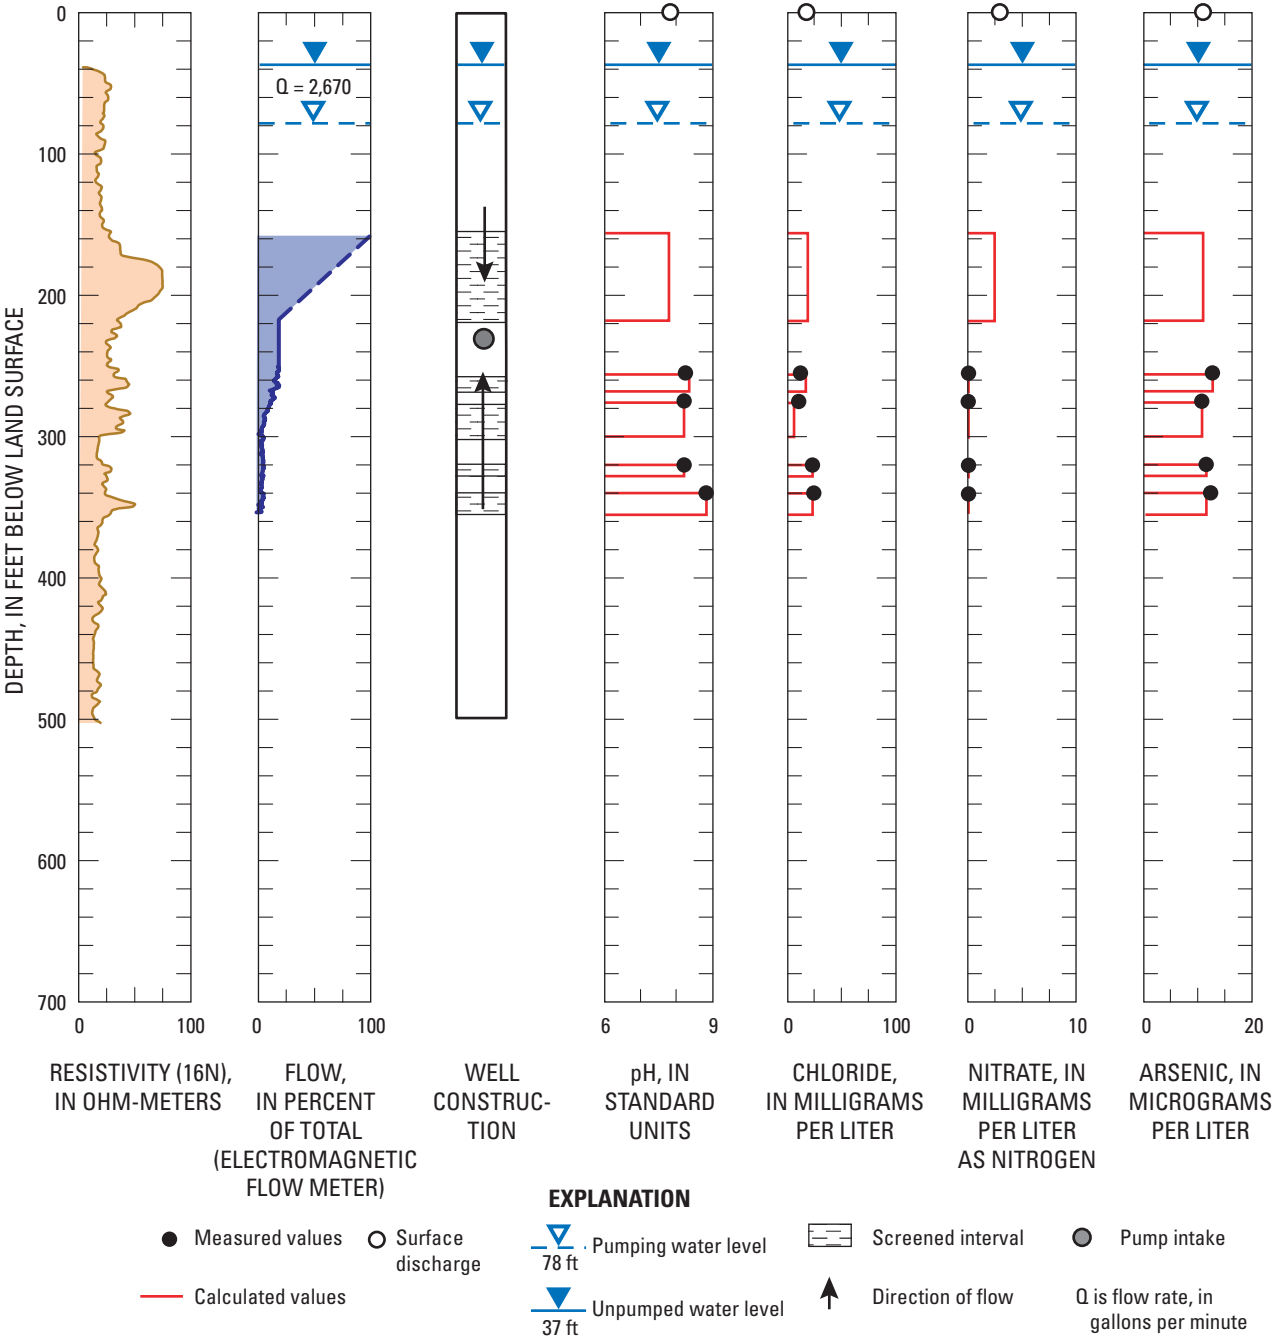 0
100
200
300
400
500
600
700
DEPTH, IN FEET BELOW LAND SURFACE
Q = 2,670
0 100
0 100
6 9
0 100
0 10
0 20
RESISTIVITY (16N),
IN OHM-METERS
FLOW,
IN PERCENT
OF TOTAL
(ELECTROMAGNETIC
FLOW METER)
WELL
CONSTRUC-
TION
pH, IN
STANDARD
UNITS
CHLORIDE,
IN MILLIGRAMS
PER LITER
NITRATE, IN
MILLIGRAMS
PER LITER
AS NITROGEN
ARSENIC, IN
MICROGRAMS
PER LITER
EXPLANATION
Measured values
Calculated values
Surface
discharge
Pumping water level
78 ft
Unpumped water level
37 ft
Screened interval
Direction of flow
Pump intake
Q is flow rate, in
gallons per minute